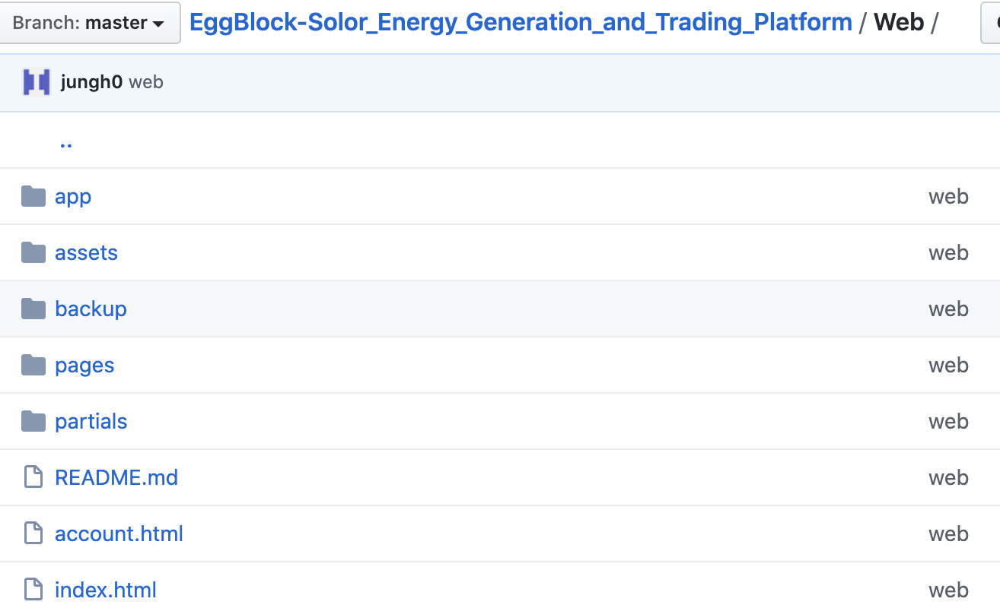 Branch: master EggBlock-Solor_Energy_Generation_and_Trading_Platform / Web /
jungh0 web
..
app web
assets web
backup web
pages web
partials web
README.md web
account.html web
index.html web